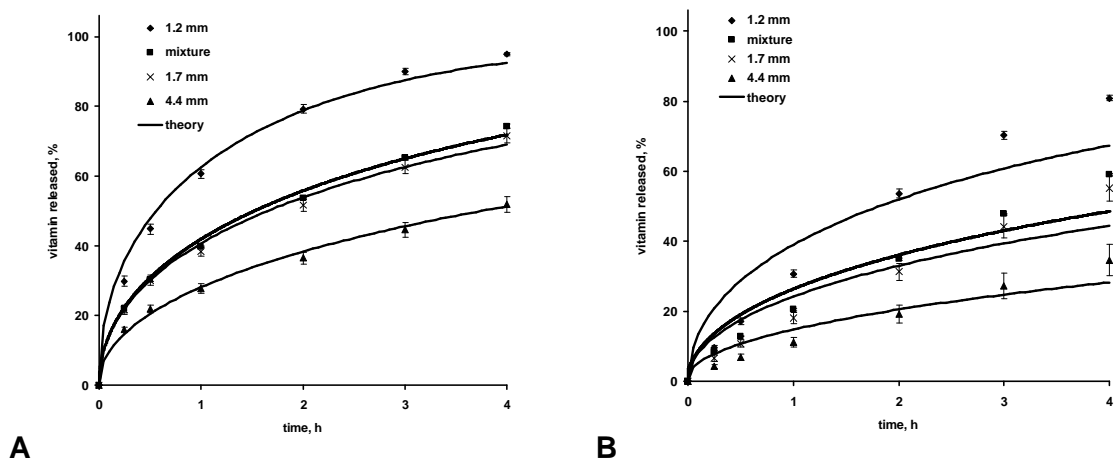 100
80
60
40
20
0
vitamin released, %
1.2 mm
mixture
1.7 mm
4.4 mm
theory
0 1 2 3 4
time, h
A
100
80
60
40
20
0
vitamin released, %
1.2 mm
mixture
1.7 mm
4.4 mm
theory
0 1 2 3 4
time, h
B